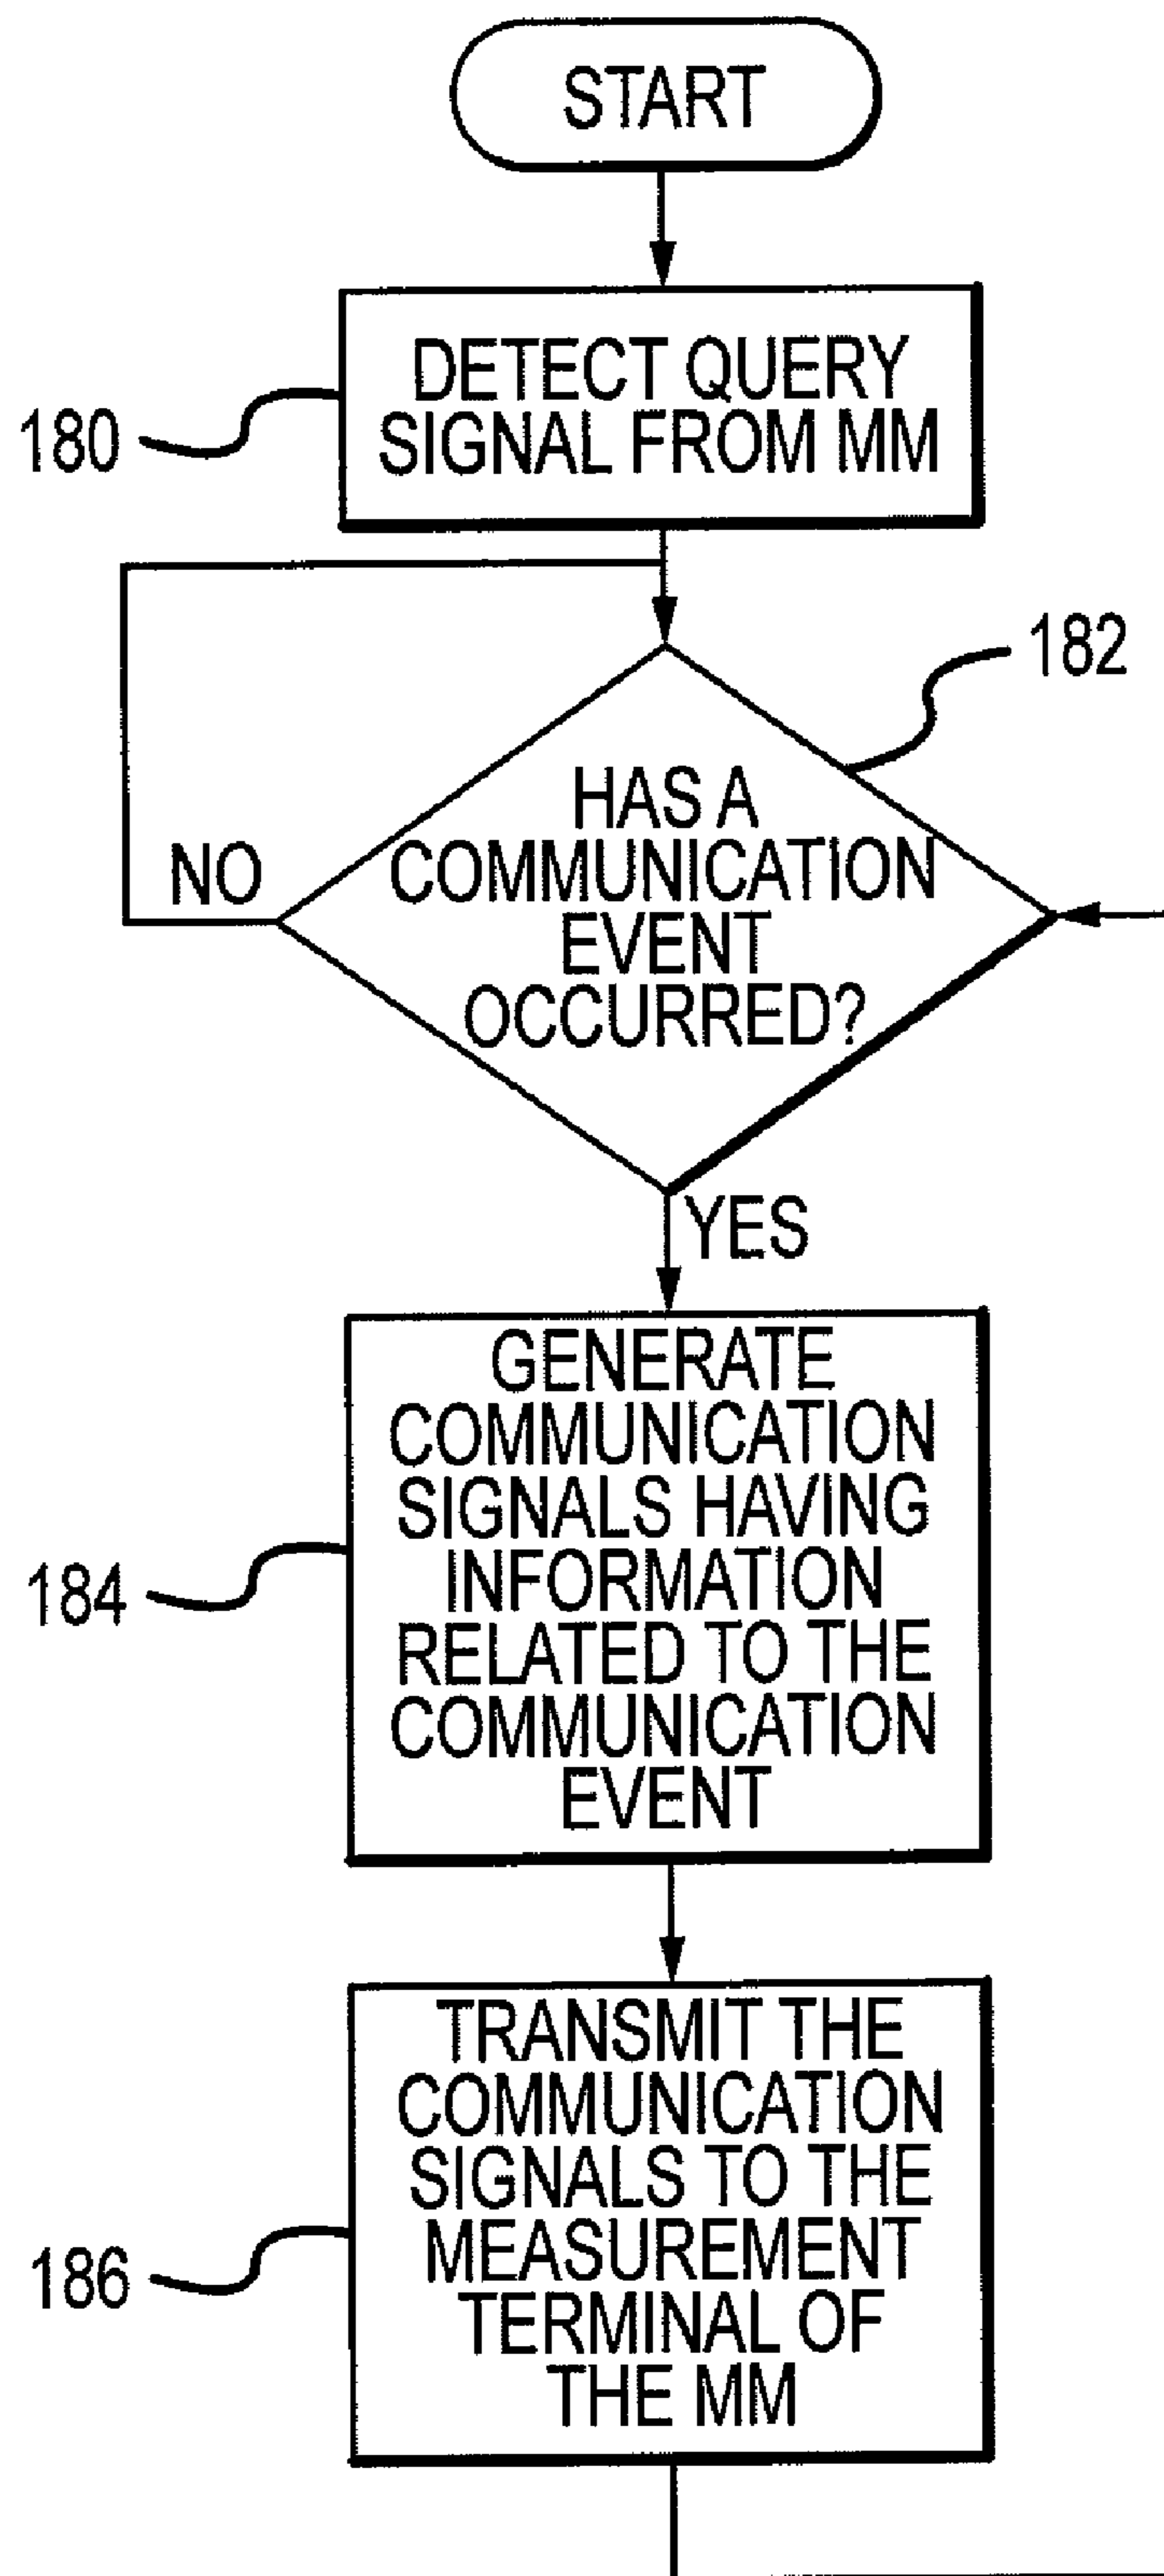 START
DETECT QUERY
SIGNAL FROM MM
180
182
HAS A
COMMUNICATION
EVENT
OCCURRED?
NO
YES
GENERATE
COMMUNICATION
SIGNALS HAVING
INFORMATION
RELATED TO THE
COMMUNICATION
EVENT
184
TRANSMIT THE
COMMUNICATION
SIGNALS TO THE
MEASUREMENT
TERMINAL OF
THE MM
186